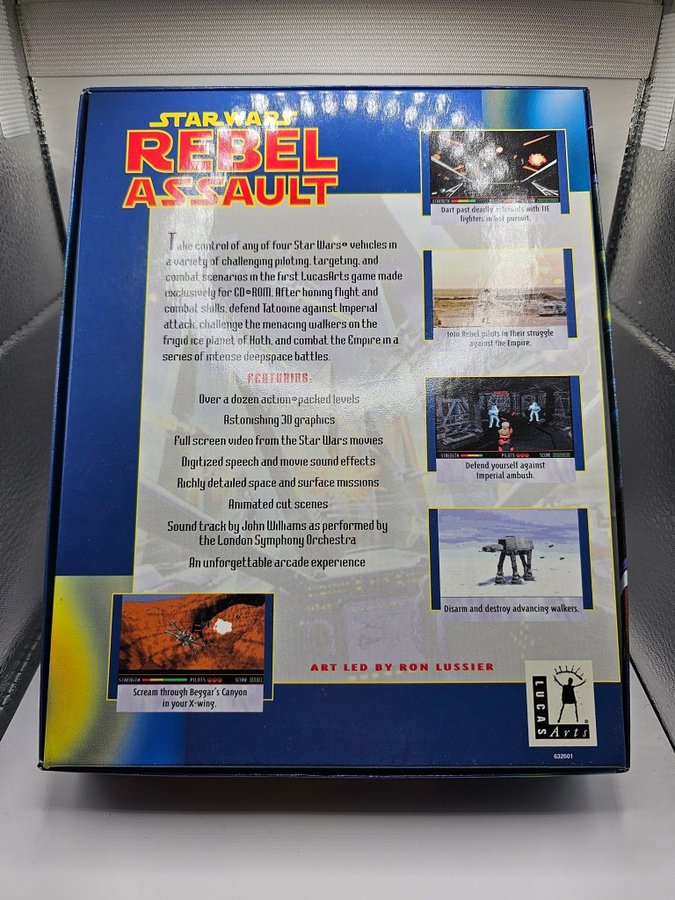 STAR WARS
REBEL
ASSAULT
Take control of any of four Star Wars® vehicles in
a variety of challenging piloting, targeting, and
combat scenarios in the first LucasArts game made
exclusively for CD-ROM. After honing flight and
combat skills, defend Tatooine against Imperial
attack, challenge the menacing walkers on the
frigid ice planet of Hoth, and combat the Empire in a
series of intense deepspace battles.
FEATURING:
Over a dozen action-packed levels
Astonishing 3D graphics
Full screen video from the Star Wars movies
Digitized speech and movie sound effects
Richly detailed space and surface missions
Animated cut scenes
Sound track by John Williams as performed by
the London Symphony Orchestra
An unforgettable arcade experience
Dart past deadly asteroids with TIE
fighters in hot pursuit.
Join Rebel pilots in their struggle
against the Empire.
STRENGTH PILOTS SCORE
Defend yourself against
Imperial ambush.
Disarm and destroy advancing walkers.
STRENGTH PILOTS SCORE
Scream through Beggar's Canyon
in your X-wing.
ART LED BY RON LUSSIER
LUCAS
Arts
632601